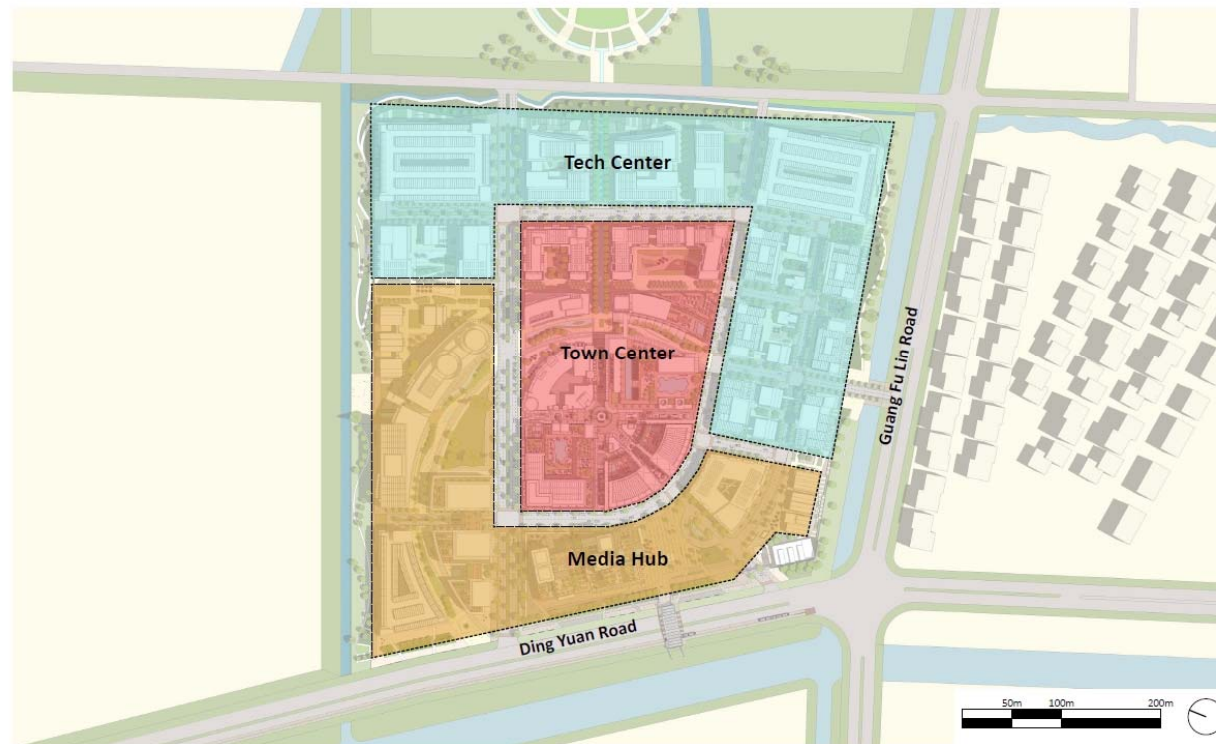 Tech Center
Town Center
Guang Fu Lin Road
Media Hub
Ding Yuan Road
50m 100m 200m